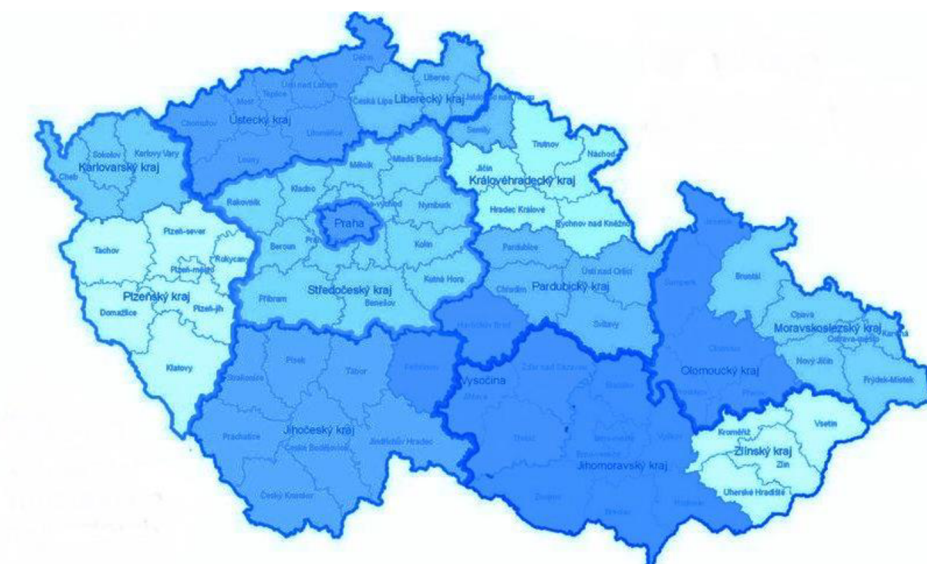 Děčín
Ústí nad Labem
Teplice
Most
Chomutov
Ústecký kraj
Litoměřice
Louny
Liberec
Česká Lípa
Liberecký kraj
Semily
Trutnov
Náchod
Jičín
Královéhradecký kraj
Hradec Králové
Rychnov nad Kněžno
Sokolov
Karlovy Vary
Karlovarský kraj
Cheb
Mělník
Mladá Boleslav
Kladno
Rakovník
Nymburk
Praha
Beroun
Kolín
Kutná Hora
Středočeský kraj
Příbram
Benešov
Plzeň-sever
Tachov
Rokycany
Plzeň-město
Plzeňský kraj
Plzeň-jih
Domažlice
Klatovy
Pardubice
Ústí nad Orlicí
Chrudim
Pardubický kraj
Svitavy
Havlíčkův Brod
Jeseník
Šumperk
Bruntál
Opava
Moravskoslezský kraj
Karviná
Ostrava-město
Nový Jičín
Frýdek-Místek
Olomouc
Olomoucký kraj
Písek
Tábor
Pelhřimov
Strakonice
Jihočeský kraj
Prachatice
České Budějovice
Jindřichův Hradec
Český Krumlov
Vysočina
Žďár nad Sázavou
Jihlava
Třebíč
Blansko
Brno-město
Vyškov
Jihomoravský kraj
Znojmo
Břeclav
Hodonín
Kroměříž
Vsetín
Zlínský kraj
Zlín
Uherské Hradiště